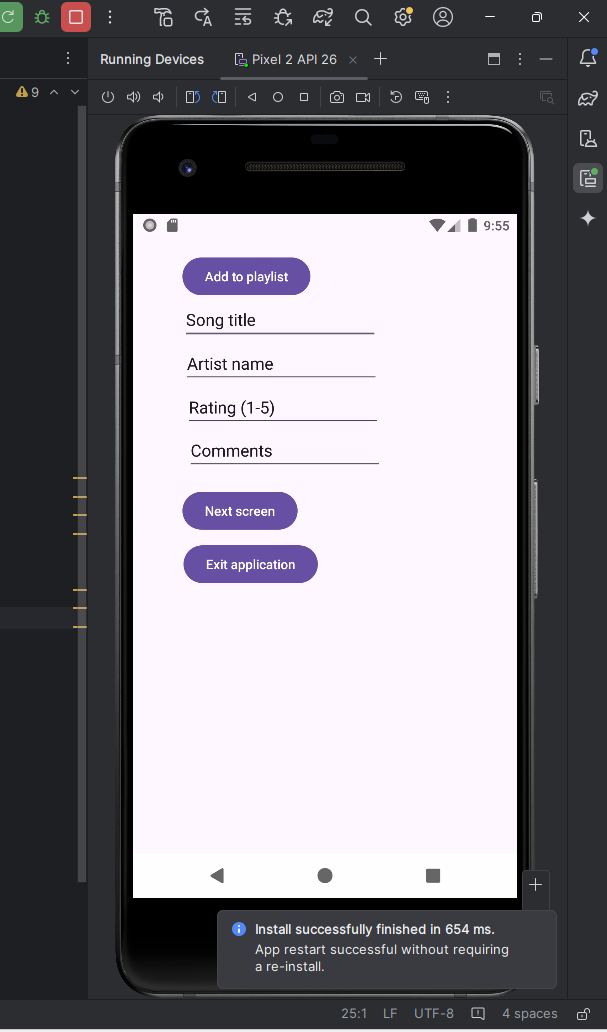 Running Devices
Pixel 2 API 26
9
9:55
Add to playlist
Song title
Artist name
Rating (1-5)
Comments
Next screen
Exit application
Install successfully finished in 654 ms.
App restart successful without requiring
a re-install.
25:1 LF UTF-8 4 spaces